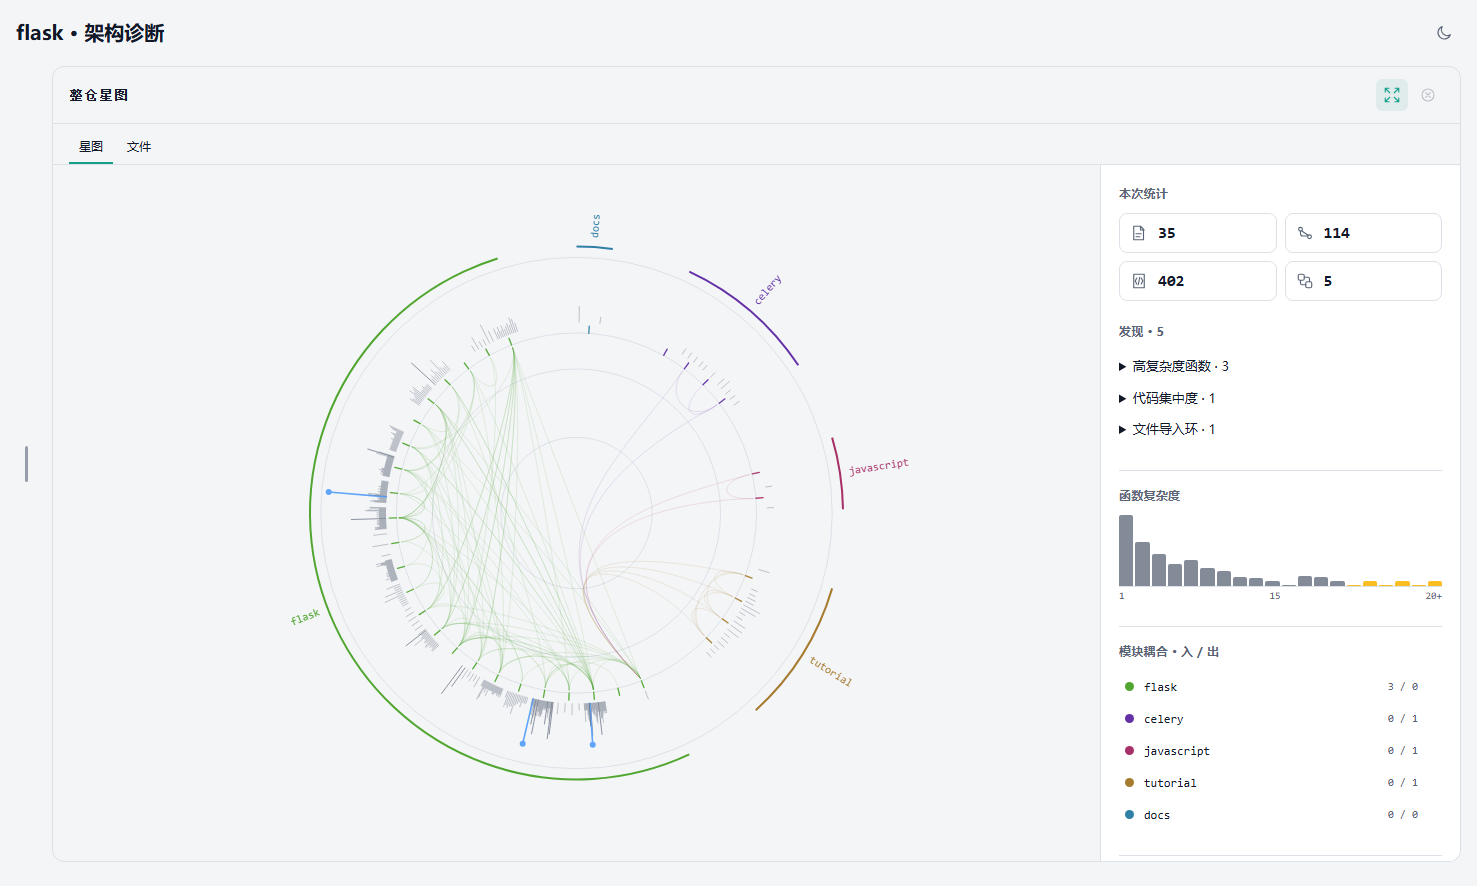 flask • 架构诊断
整仓星图
星图 文件
docs
celery
javascript
tutorial
flask
本次统计
35 114
402 5
发现 • 5
高复杂度函数 · 3
代码集中度 · 1
文件导入环 · 1
函数复杂度
1 15 20+
模块耦合 • 入 / 出
flask 3 / 0
celery 0 / 1
javascript 0 / 1
tutorial 0 / 1
docs 0 / 0